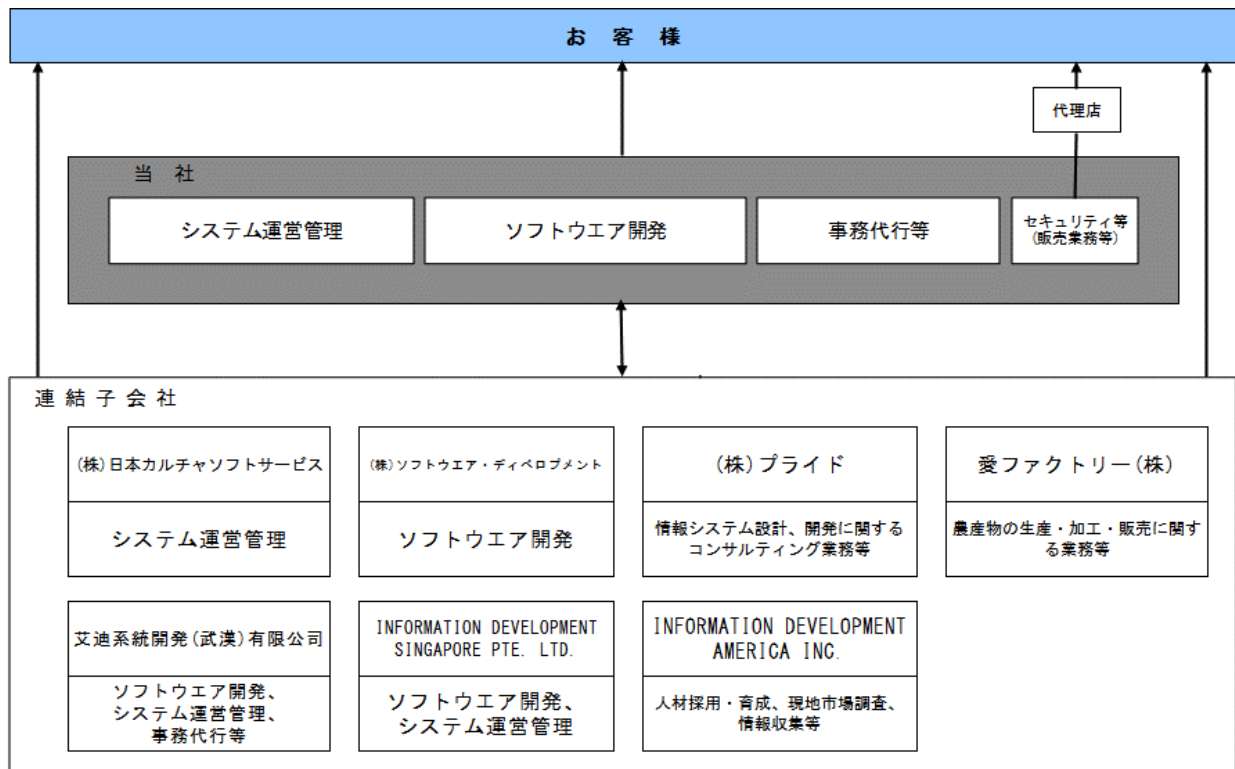 お 客 様
代理店
当 社
システム運営管理
ソフトウエア開発
事務代行等
セキュリティ等
(販売業務等)
連 結 子 会 社
(株)日本カルチャソフトサービス
システム運営管理
(株)ソフトウエア・ディベロプメント
ソフトウエア開発
(株)プライド
情報システム設計、開発に関する
コンサルティング業務等
愛ファクトリー(株)
農産物の生産・加工・販売に関す
る業務等
艾迪系統開発(武漢)有限公司
ソフトウエア開発、
システム運営管理、
事務代行等
INFORMATION DEVELOPMENT
SINGAPORE PTE. LTD.
ソフトウエア開発、
システム運営管理
INFORMATION DEVELOPMENT
AMERICA INC.
人材採用・育成、現地市場調査、
情報収集等